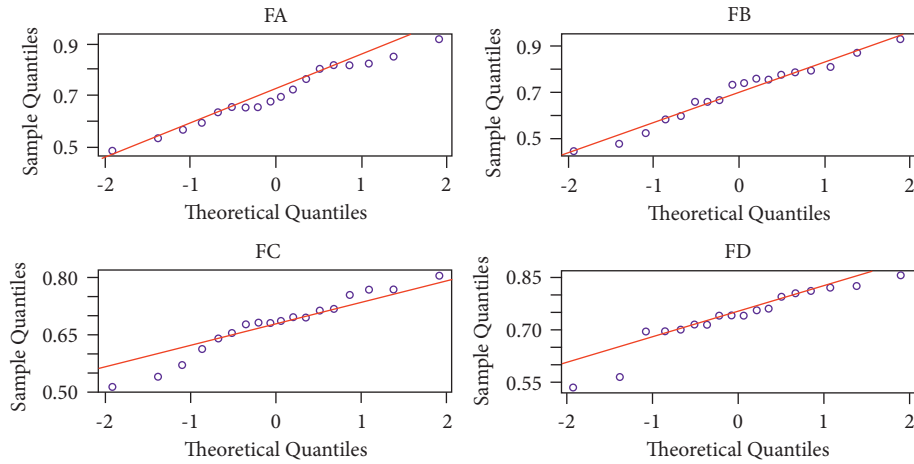 FA
Sample Quantiles
0.9
0.7
0.5
-2 -1 0 1 2
Theoretical Quantiles
FB
Sample Quantiles
0.9
0.7
0.5
-2 -1 0 1 2
Theoretical Quantiles
FC
Sample Quantiles
0.80
0.65
0.50
-2 -1 0 1 2
Theoretical Quantiles
FD
Sample Quantiles
0.85
0.70
0.55
-2 -1 0 1 2
Theoretical Quantiles